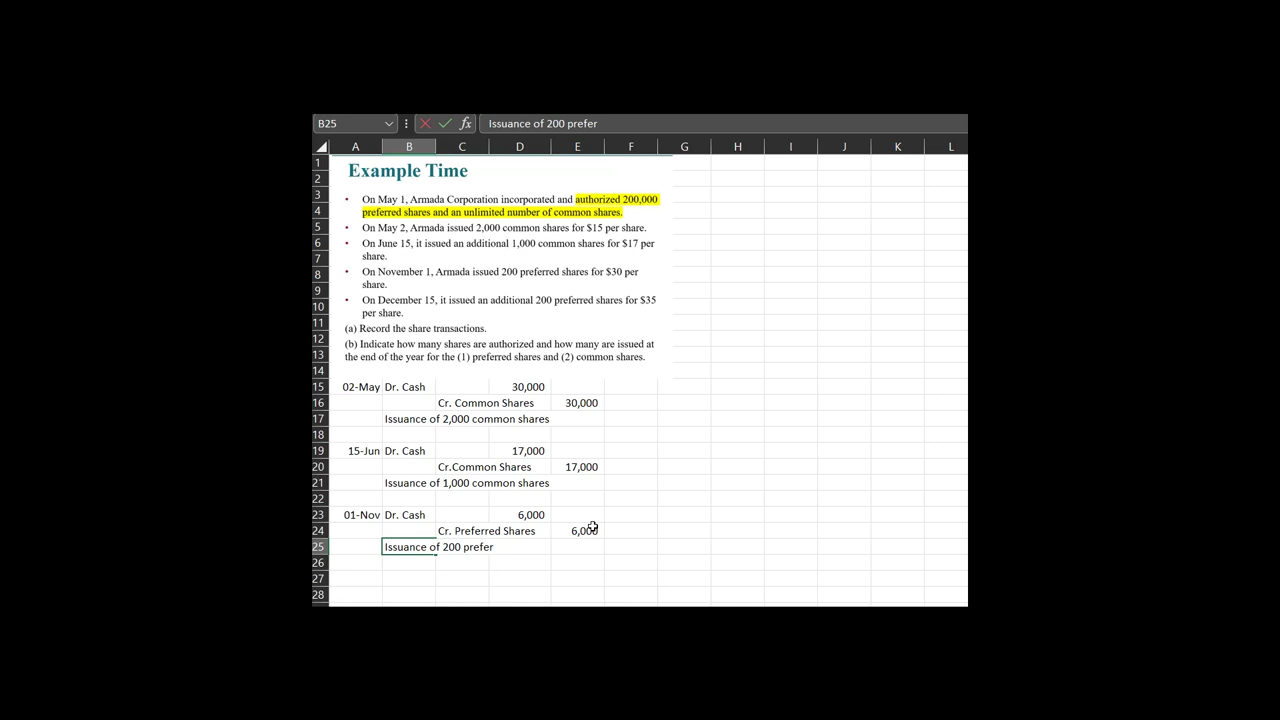 B25 fx Issuance of 200 prefer
A B C D E F G H I J K L
1 Example Time
2
3 • On May 1, Armada Corporation incorporated and authorized 200,000
4 preferred shares and an unlimited number of common shares.
5 • On May 2, Armada issued 2,000 common shares for $15 per share.
6 • On June 15, it issued an additional 1,000 common shares for $17 per
7 share.
8 • On November 1, Armada issued 200 preferred shares for $30 per
9 share.
10 • On December 15, it issued an additional 200 preferred shares for $35
per share.
11 (a) Record the share transactions.
12 (b) Indicate how many shares are authorized and how many are issued at
13 the end of the year for the (1) preferred shares and (2) common shares.
14
15 02-May Dr. Cash 30,000
16 Cr. Common Shares 30,000
17 Issuance of 2,000 common shares
18
19 15-Jun Dr. Cash 17,000
20 Cr.Common Shares 17,000
21 Issuance of 1,000 common shares
22
23 01-Nov Dr. Cash 6,000
24 Cr. Preferred Shares 6,000
25 Issuance of 200 prefer
26
27
28